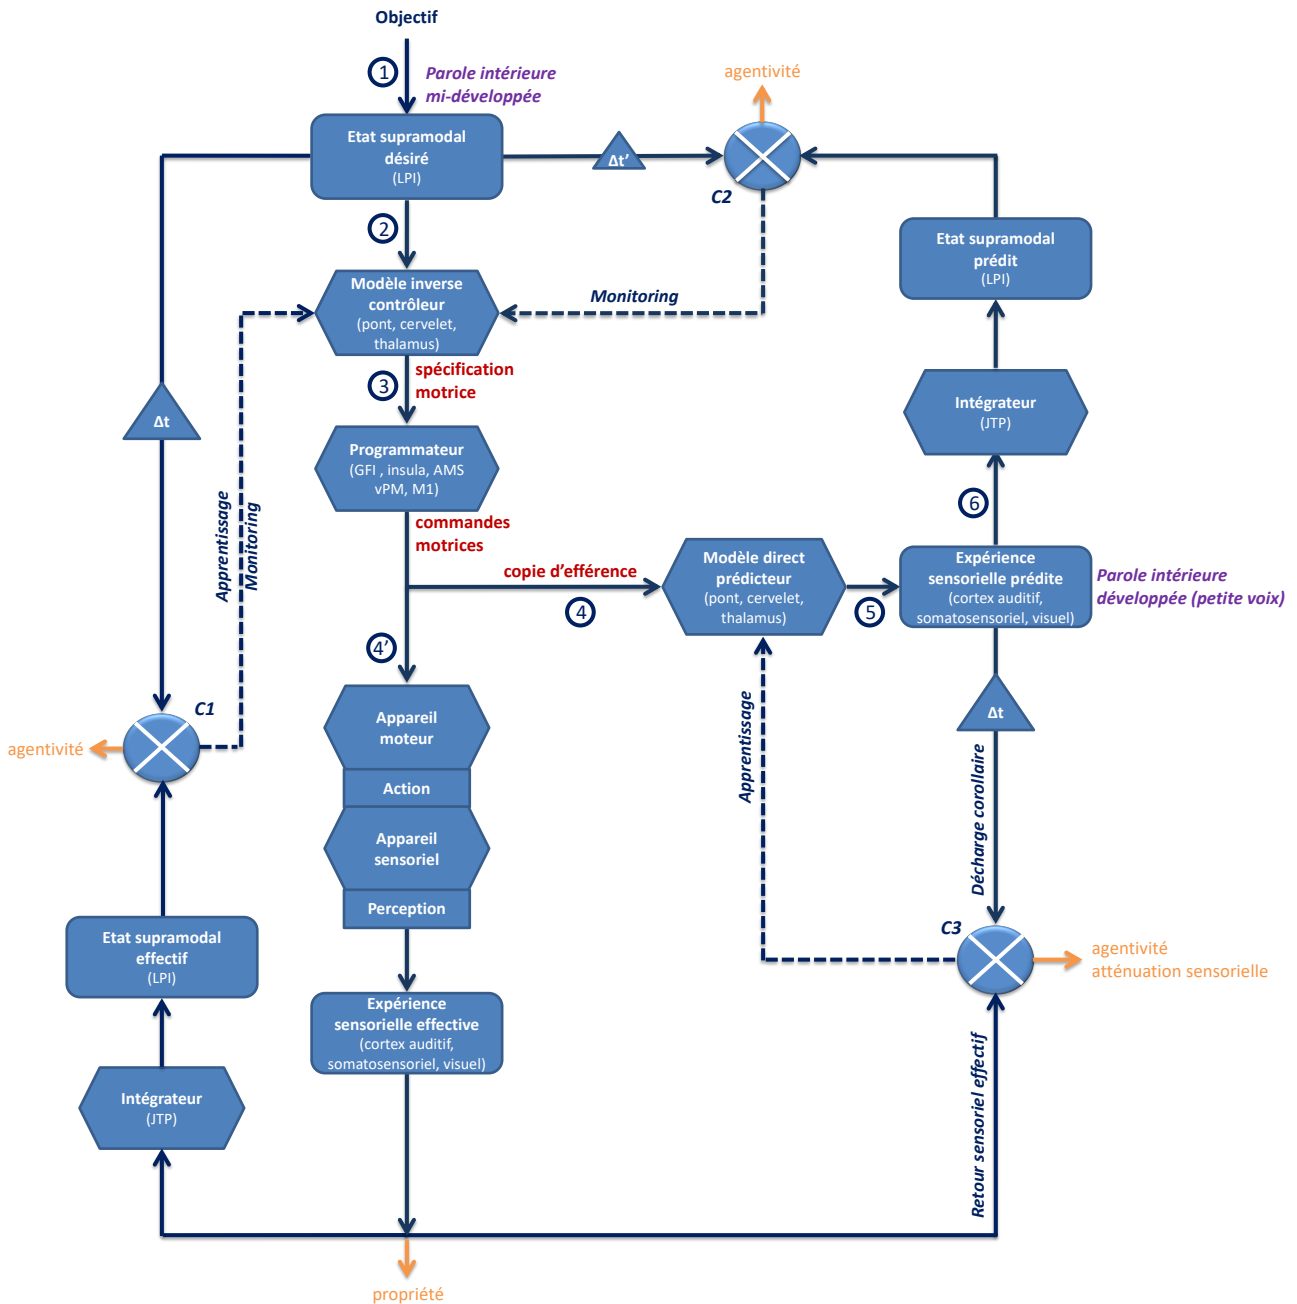 Objectif
1
Parole intérieure
mi-développée
agentivité
Etat supramodal
désiré
(LPI)
Δt’
C2
2
Etat supramodal
prédit
(LPI)
Modèle inverse
contrôleur
(pont, cervelet,
thalamus)
Monitoring
3
spécification
motrice
Δt
Intégrateur
(JTP)
Programmateur
(GFI , insula, AMS
vPM, M1)
Apprentissage
Monitoring
6
commandes
motrices
copie d’efférence
4
Modèle direct
prédicteur
(pont, cervelet,
thalamus)
5
Expérience
sensorielle prédite
(cortex auditif,
somatosensoriel, visuel)
Parole intérieure
développée (petite voix)
4’
C1
agentivité
Appareil
moteur
Action
Appareil
sensoriel
Perception
Apprentissage
Δt
Décharge corollaire
C3
agentivité
atténuation sensorielle
Etat supramodal
effectif
(LPI)
Expérience
sensorielle effective
(cortex auditif,
somatosensoriel, visuel)
Intégrateur
(JTP)
Retour sensoriel effectif
propriété